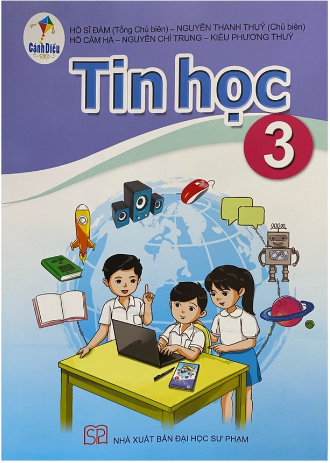 HỒ SĨ ĐÀM (Tổng Chủ biên) – NGUYỄN THANH THUỶ (Chủ biên)
HỒ CẨM HÀ – NGUYỄN CHÍ TRUNG – KIỀU PHƯƠNG THUỲ
Cánh Diều
Tin học
3
SP
NHÀ XUẤT BẢN ĐẠI HỌC SƯ PHẠM